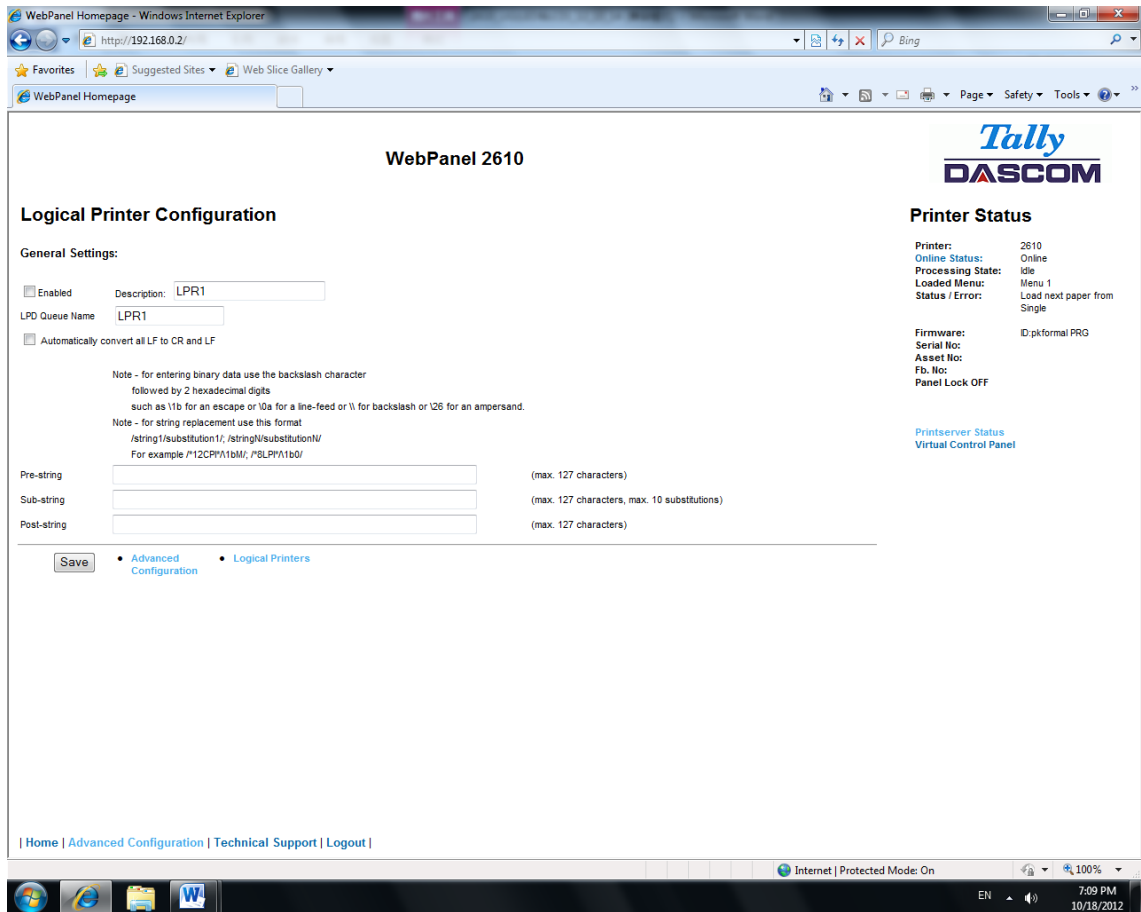 WebPanel Homepage - Windows Internet Explorer
http://192.168.0.2/
Bing
Favorites
Suggested Sites
Web Slice Gallery
WebPanel Homepage
Page
Safety
Tools
WebPanel 2610
Tally
DASCOM
Logical Printer Configuration
General Settings:
Enabled
Description:
LPR1
LPD Queue Name
LPR1
Automatically convert all LF to CR and LF
Note - for entering binary data use the backslash character
followed by 2 hexadecimal digits
such as \1b for an escape or \0a for a line-feed or \\ for backslash or \26 for an ampersand.
Note - for string replacement use this format
/string1/substitution1/; /stringN/substitutionN/
For example /*12CPI*/\1bM/; /*8LPI*/\1b0/
Pre-string
(max. 127 characters)
Sub-string
(max. 127 characters, max. 10 substitutions)
Post-string
(max. 127 characters)
Save
Advanced
Configuration
Logical Printers
Printer Status
Printer: 2610
Online Status: Online
Processing State: Idle
Loaded Menu: Menu 1
Status / Error: Load next paper from
Single
Firmware: ID:pkformal PRG
Serial No:
Asset No:
Fb. No:
Panel Lock OFF
Printserver Status
Virtual Control Panel
| Home | Advanced Configuration | Technical Support | Logout |
Internet | Protected Mode: On
100%
EN
7:09 PM
10/18/2012